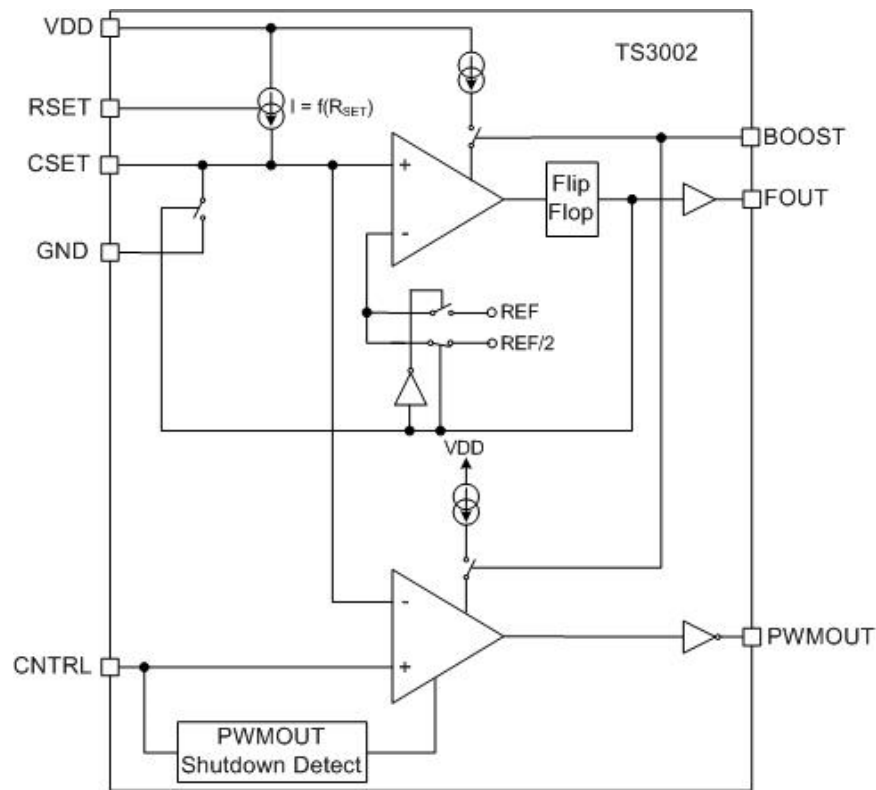 VDD
TS3002
RSET
I = f(RSET)
BOOST
CSET
+
Flip
Flop
FOUT
GND
-
REF
REF/2
VDD
-
PWMOUT
CNTRL
+
PWMOUT
Shutdown Detect